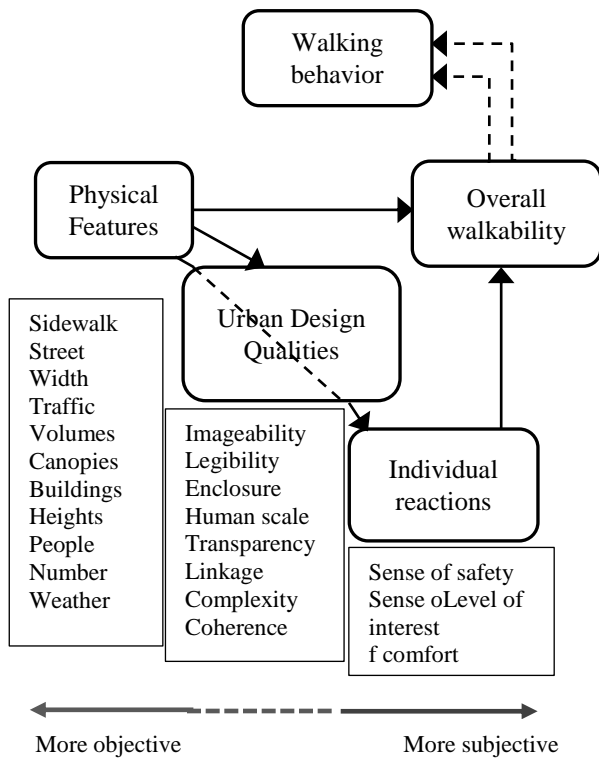 Walking
behavior
Physical
Features
Overall
walkability
Urban Design
Qualities
Sidewalk
Street
Width
Traffic
Volumes
Canopies
Buildings
Heights
People
Number
Weather
Imageability
Legibility
Enclosure
Human scale
Transparency
Linkage
Complexity
Coherence
Individual
reactions
Sense of safety
Sense oLevel of
interest
f comfort
More objective
More subjective